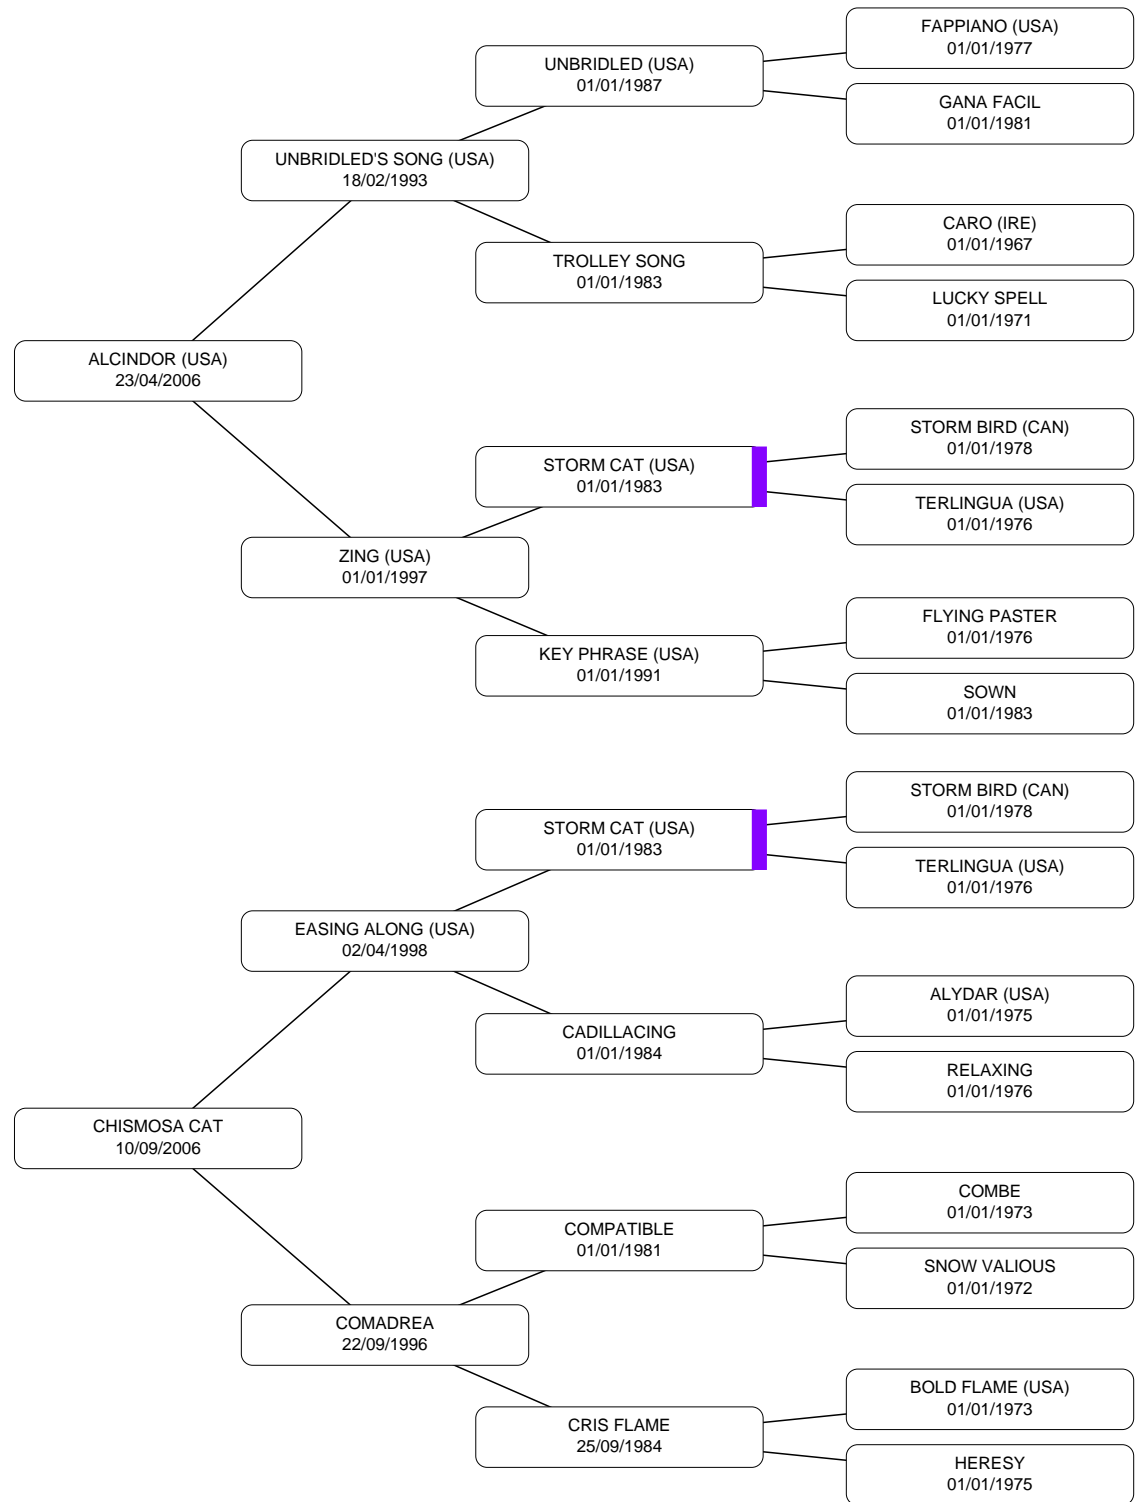 FAPPIANO (USA)
01/01/1977
UNBRIDLED (USA)
01/01/1987
GANA FACIL
01/01/1981
UNBRIDLED'S SONG (USA)
18/02/1993
CARO (IRE)
01/01/1967
TROLLEY SONG
01/01/1983
LUCKY SPELL
01/01/1971
ALCINDOR (USA)
23/04/2006
STORM BIRD (CAN)
01/01/1978
STORM CAT (USA)
01/01/1983
TERLINGUA (USA)
01/01/1976
ZING (USA)
01/01/1997
FLYING PASTER
01/01/1976
KEY PHRASE (USA)
01/01/1991
SOWN
01/01/1983
STORM BIRD (CAN)
01/01/1978
STORM CAT (USA)
01/01/1983
TERLINGUA (USA)
01/01/1976
EASING ALONG (USA)
02/04/1998
ALYDAR (USA)
01/01/1975
CADILLACING
01/01/1984
RELAXING
01/01/1976
CHISMOSA CAT
10/09/2006
COMBE
01/01/1973
COMPATIBLE
01/01/1981
SNOW VALIOUS
01/01/1972
COMADREA
22/09/1996
BOLD FLAME (USA)
01/01/1973
CRIS FLAME
25/09/1984
HERESY
01/01/1975